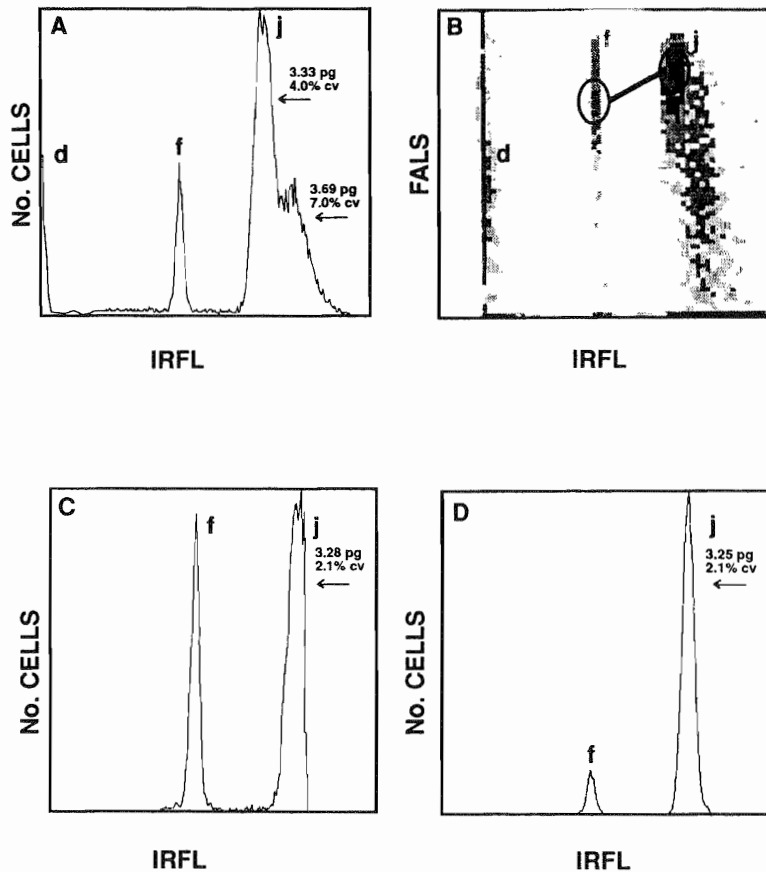 A
j
3.33 pg
4.0% cv
f
d
3.69 pg
7.0% cv
No. CELLS
IRFL
B
f
j
d
FALS
IRFL
C
f
j
3.28 pg
2.1% cv
No. CELLS
IRFL
D
j
3.25 pg
2.1% cv
f
No. CELLS
IRFL